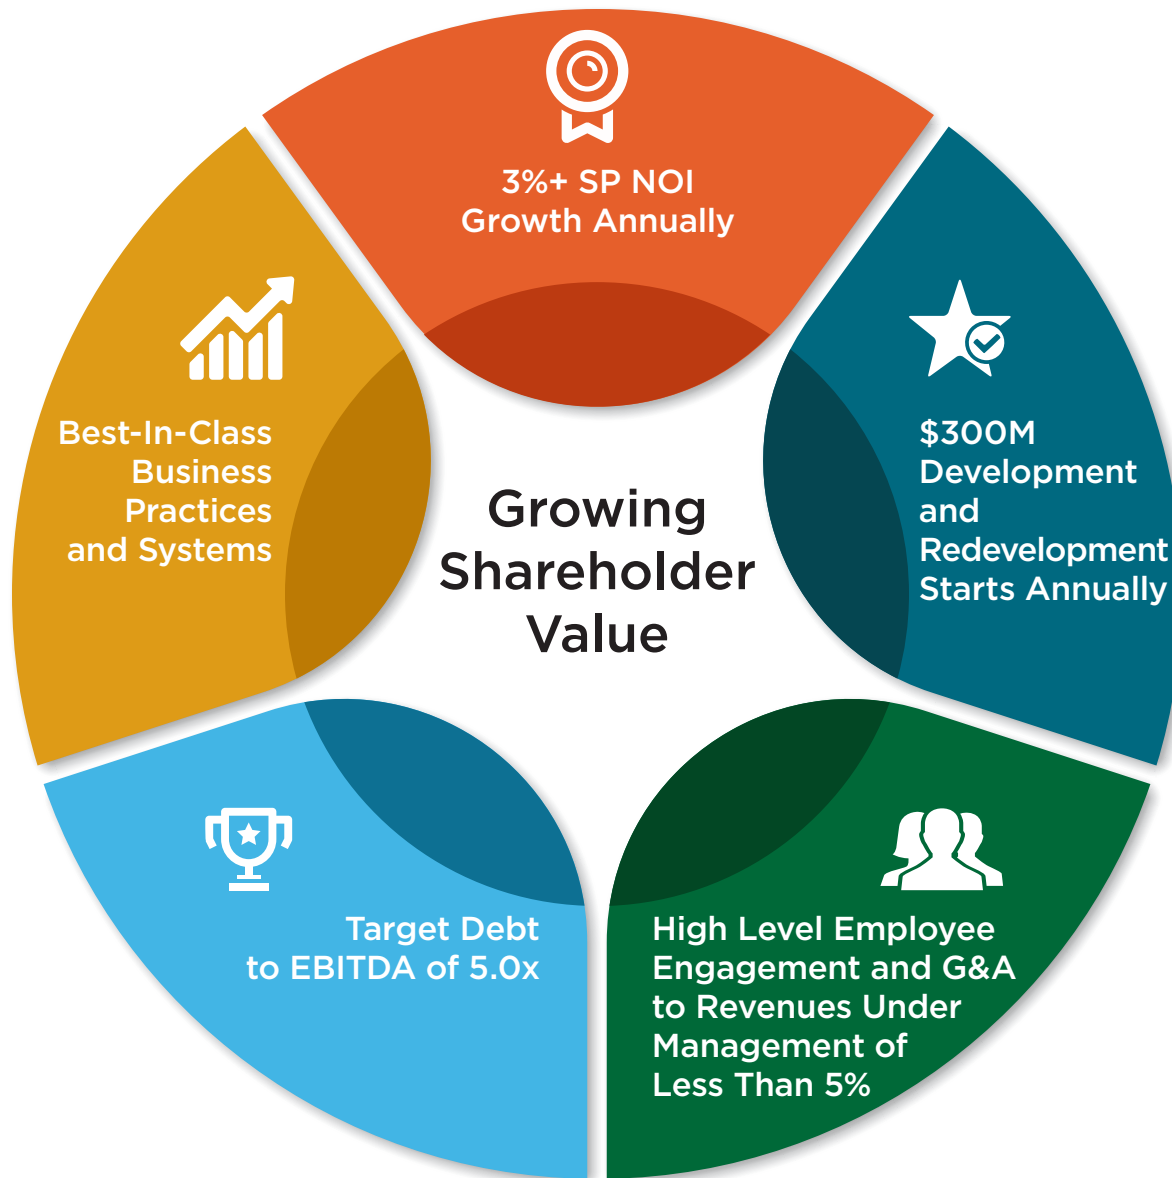 3%+ SP NOI
Growth Annually
$300M
Development
and
Redevelopment
Starts Annually
High Level Employee
Engagement and G&A
to Revenues Under
Management of
Less Than 5%
Target Debt
to EBITDA of 5.0x
Best-In-Class
Business
Practices
and Systems
Growing
Shareholder
Value